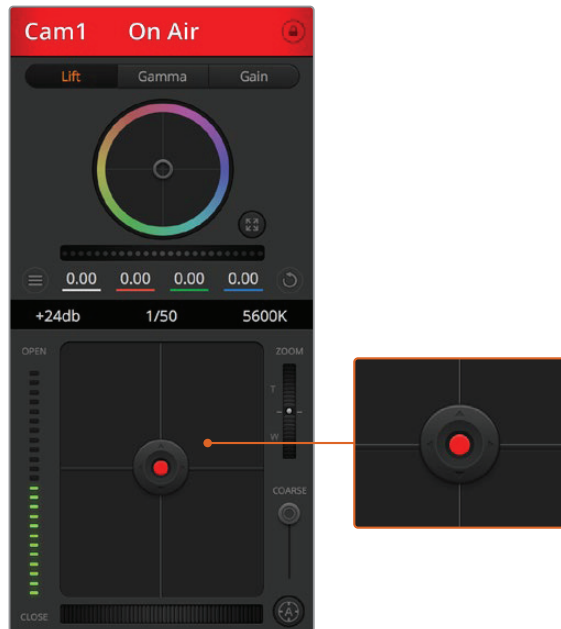 Cam1 On Air
Lift Gamma Gain
0.00 0.00 0.00 0.00
+24db 1/50 5600K
OPEN ZOOM
T
W
COARSE
A
CLOSE